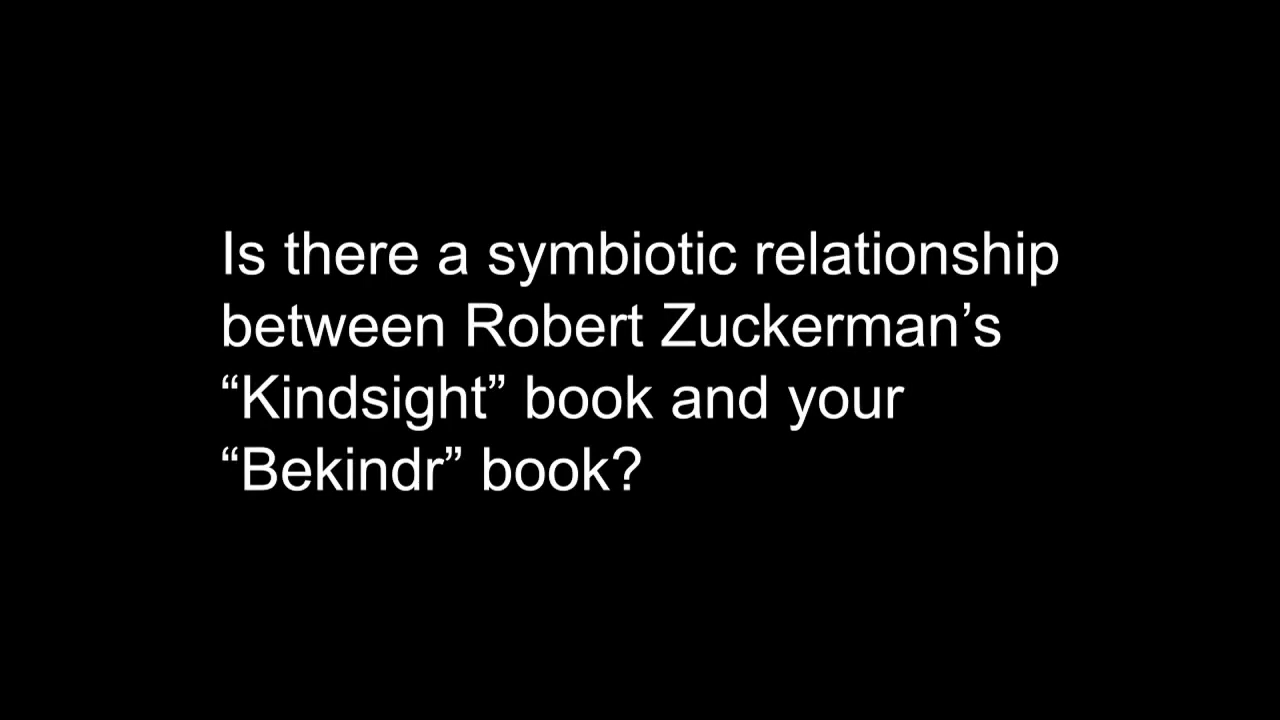 Is there a symbiotic relationship
between Robert Zuckerman’s
“Kindsight” book and your
“Bekindr” book?